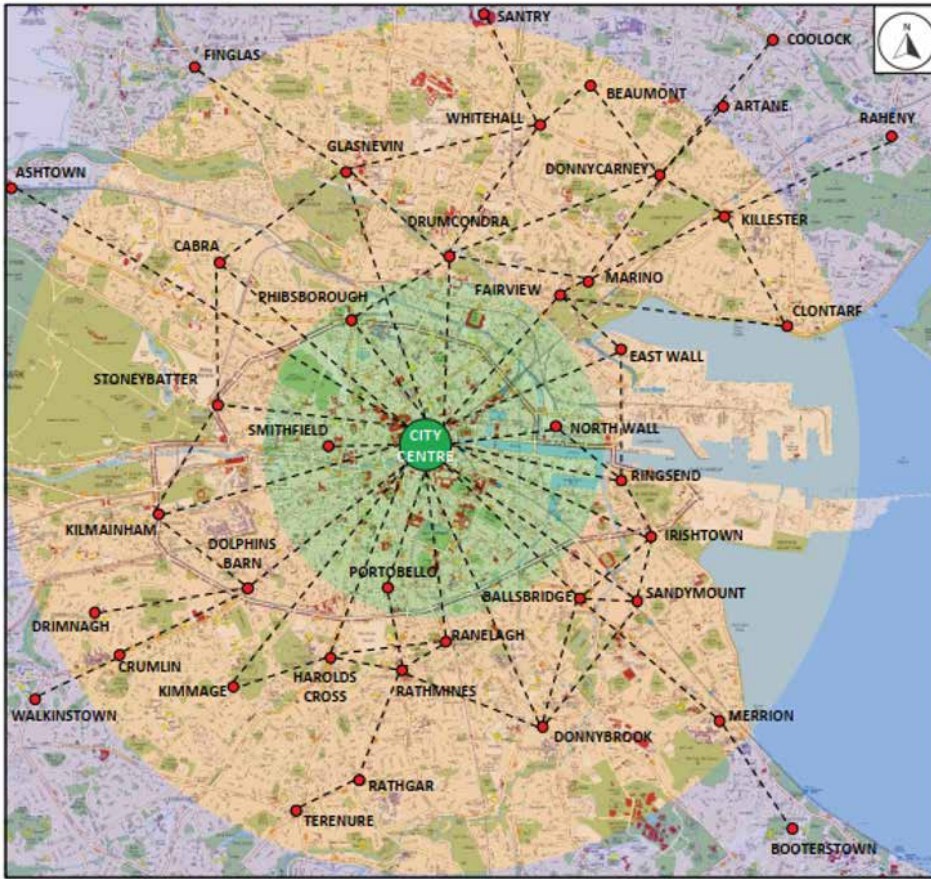 SANTRY
N
COOLOCK
FINGLAS
BEAUMONT
ARTANE
WHITEHALL
RAHENY
GLASNEVIN
DONNYCARNEY
ASHTOWN
DRUMCONDRA
KILLESTER
CABRA
MARINO
PHIBSBOROUGH
FAIRVIEW
CLONTARF
EAST WALL
STONEYBATTER
SMITHFIELD
CITY
CENTRE
NORTH WALL
RINGSEND
KILMAINHAM
IRISHTOWN
DOLPHINS
BARN
PORTOBELLO
BALLSBRIDGE
SANDYMOUNT
DRIMNAGH
RANELAGH
CRUMLIN
KIMMAGE
HAROLDS
CROSS
RATHMINES
WALKINSTOWN
MERRION
DONNYBROOK
RATHGAR
TERENURE
BOOTERSTOWN